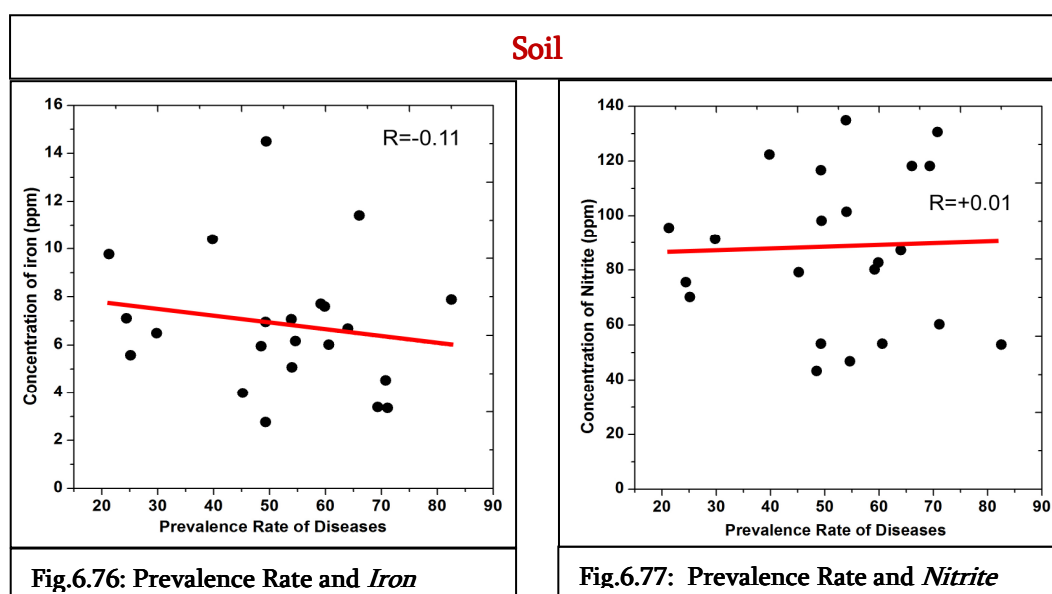 Soil
16
14
12
10
8
6
4
2
0
R=-0.11
Concentration of iron (ppm)
20 30 40 50 60 70 80 90
Prevalence Rate of Diseases
Fig.6.76: Prevalence Rate and Iron
140
120
100
80
60
40
20
0
R=+0.01
Concentration of Nitrite (ppm)
20 30 40 50 60 70 80 90
Prevalence Rate of Diseases
Fig.6.77: Prevalence Rate and Nitrite